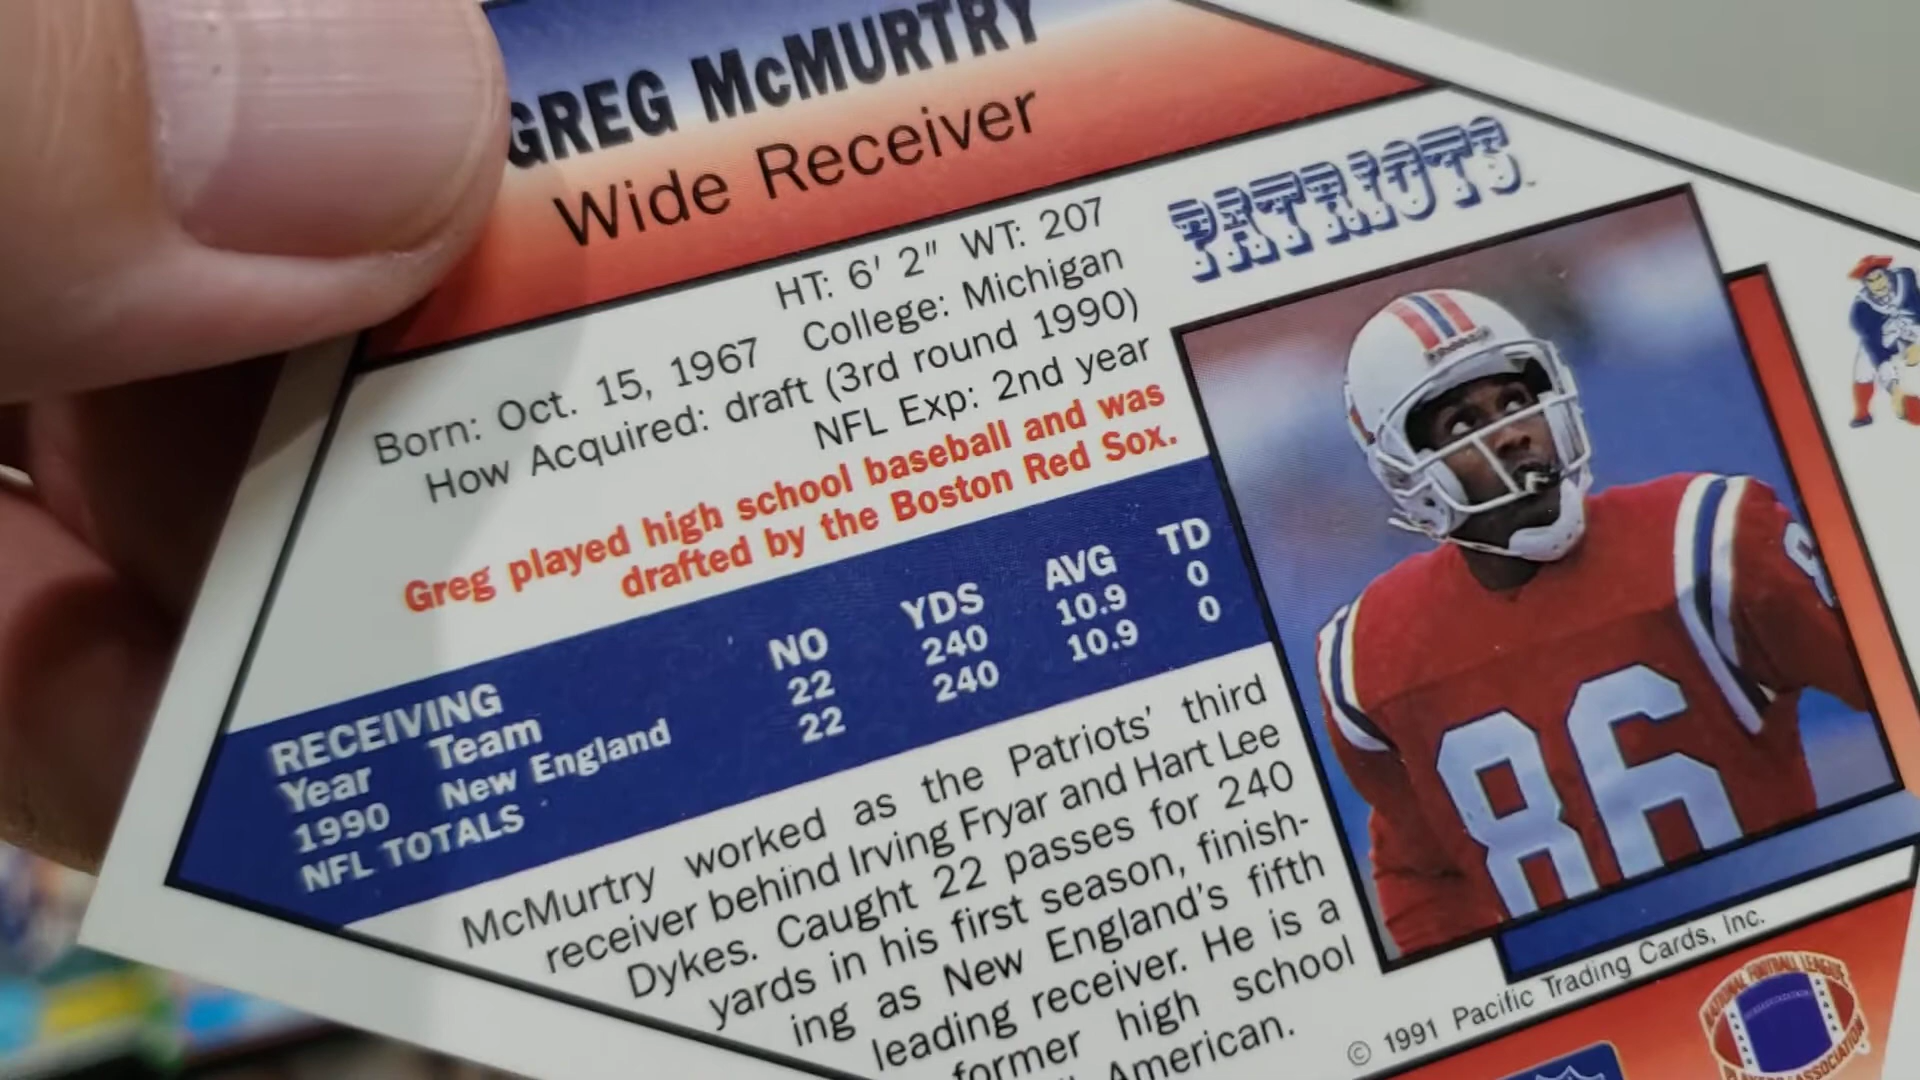 GREG McMURTRY
Wide Receiver
PATRIOTS
HT: 6' 2" WT: 207
Born: Oct. 15, 1967 College: Michigan
How Acquired: draft (3rd round 1990)
NFL Exp: 2nd year
Greg played high school baseball and was
drafted by the Boston Red Sox.
RECEIVING
Year Team NO YDS AVG TD
1990 New England 22 240 10.9 0
NFL TOTALS 22 240 10.9 0
McMurtry worked as the Patriots' third
receiver behind Irving Fryar and Hart Lee
Dykes. Caught 22 passes for 240
yards in his first season, finish-
ing as New England's fifth
leading receiver. He is a
former high school
American.
86
© 1991 Pacific Trading Cards, Inc.
NATIONAL FOOTBALL LEAGUE
PLAYERS ASSOCIATION